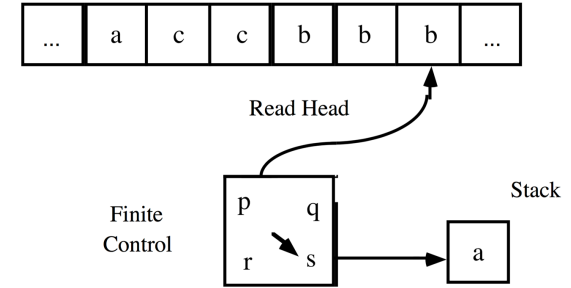 ... a c c b b b ...
Read Head
Stack
Finite
Control
p q
r s
a